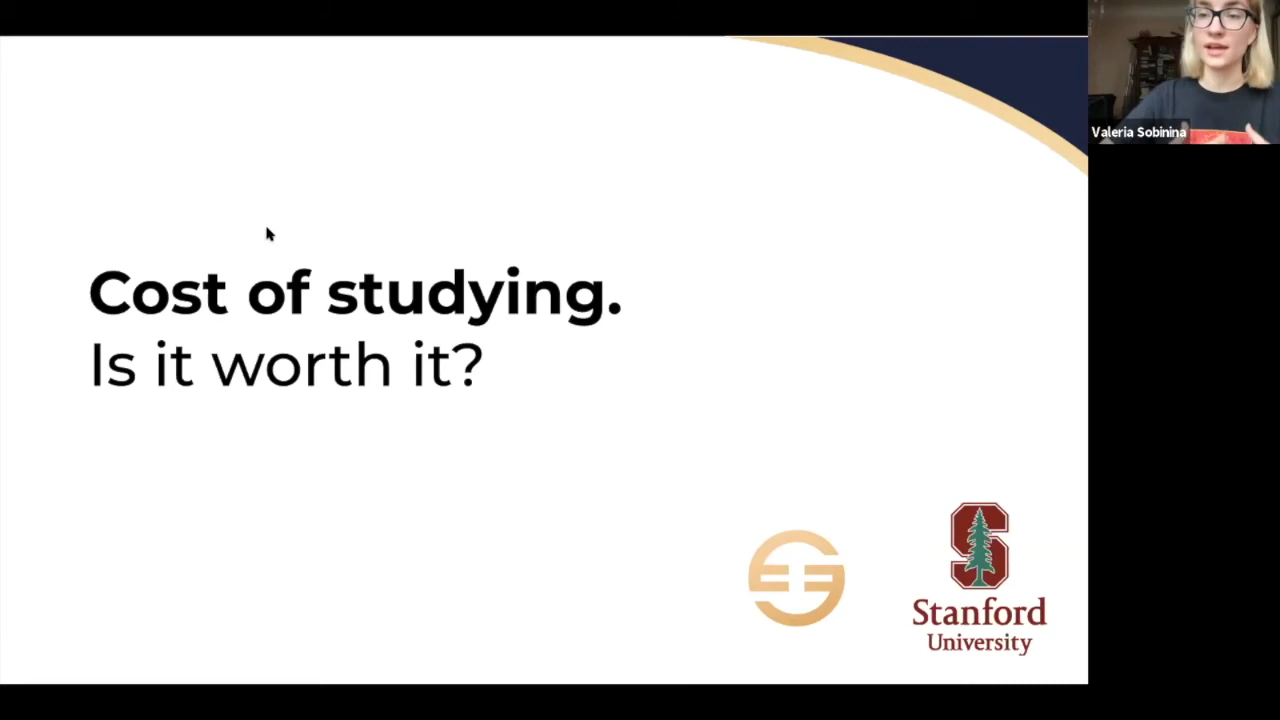 Valeria Sobinina
Cost of studying.
Is it worth it?
Stanford
University